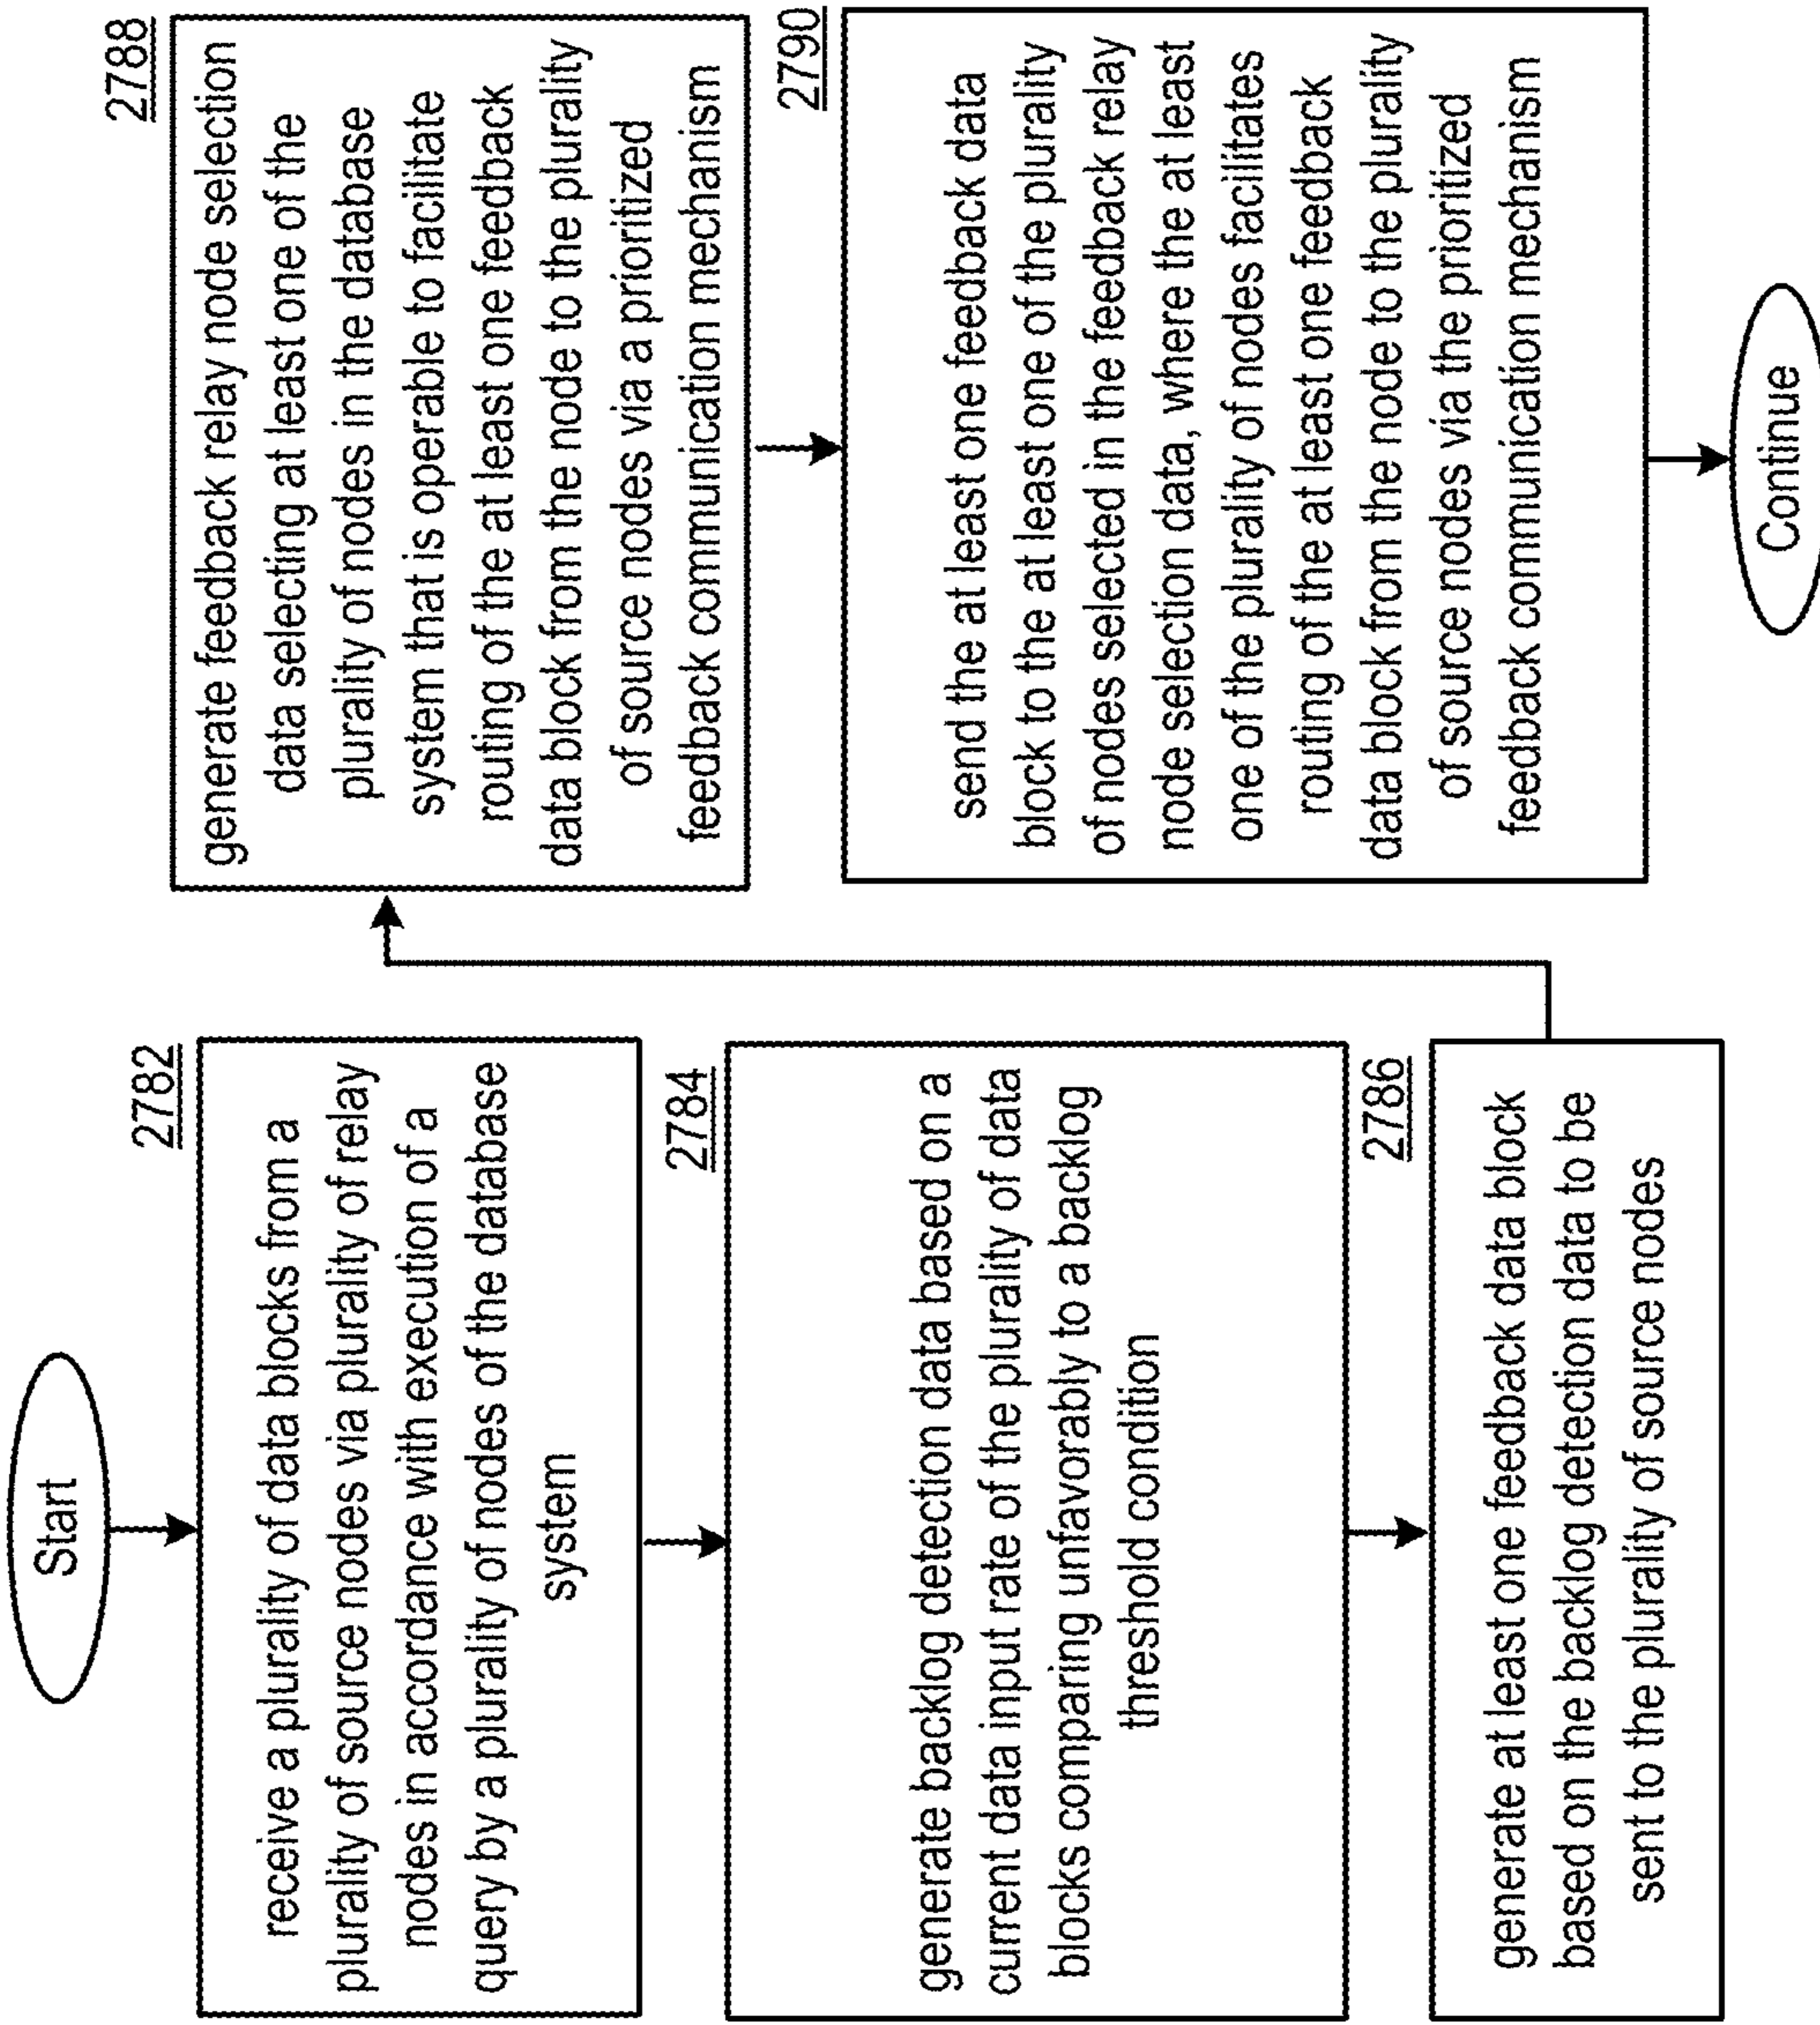 Start
2782
receive a plurality of data blocks from a
plurality of source nodes via plurality of relay
nodes in accordance with execution of a
query by a plurality of nodes of the database
system
2784
generate backlog detection data based on a
current data input rate of the plurality of data
blocks comparing unfavorably to a backlog
threshold condition
2786
generate at least one feedback data block
based on the backlog detection data to be
sent to the plurality of source nodes
2788
generate feedback relay node selection
data selecting at least one of the
plurality of nodes in the database
system that is operable to facilitate
routing of the at least one feedback
data block from the node to the plurality
of source nodes via a prioritized
feedback communication mechanism
2790
send the at least one feedback data
block to the at least one of the plurality
of nodes selected in the feedback relay
node selection data, where the at least
one of the plurality of nodes facilitates
routing of the at least one feedback
data block from the node to the plurality
of source nodes via the prioritized
feedback communication mechanism
Continue